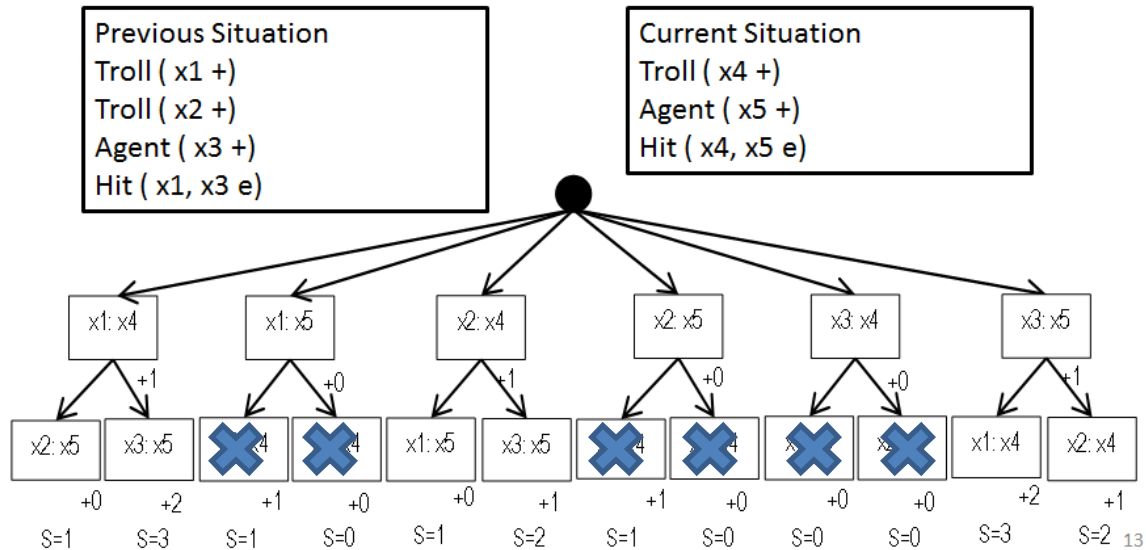 Previous Situation
Troll ( x1 +)
Troll ( x2 +)
Agent ( x3 +)
Hit ( x1, x3 e)
Current Situation
Troll ( x4 +)
Agent ( x5 +)
Hit ( x4, x5 e)
x1: x4 x1: x5 x2: x4 x2: x5 x3: x4 x3: x5
+1 +0 +1 +0 +0 +1
x2: x5 x3: x5 x1: x5 x3: x5 x1: x4 x2: x4
+0 +2 +1 +0 +0 +1 +1 +0 +0 +0 +2 +1
S=1 S=3 S=1 S=0 S=1 S=2 S=1 S=0 S=0 S=0 S=3 S=2 13